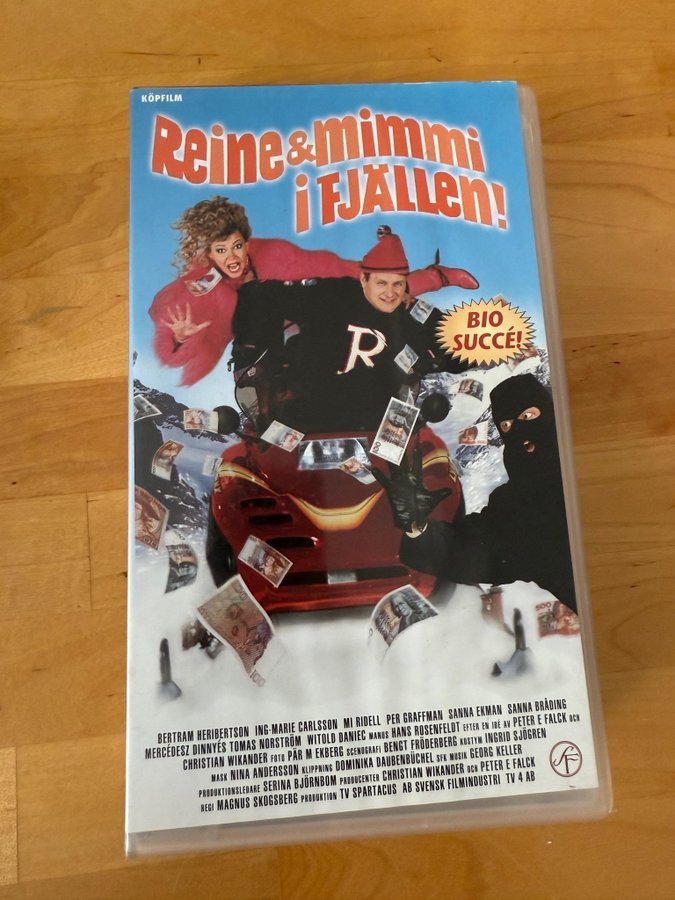 KÖPFILM
Reine & mimmi
i FJÄLLEN!
BIO
SUCCÉ!
R
BERTRAM HERIBERTSON ING-MARIE CARLSSON MI RIDELL PER GRAFFMAN SANNA EKMAN SANNA BRÅDING
MERCÉDESZ DINNYÉS TOMAS NORSTRÖM WITOLD DANIEC MANUS HANS ROSENFELDT EFTER EN IDÉ AV PETER E FALCK OCH
CHRISTIAN WIKANDER FOTO PÄR M EKBERG SCENOGRAFI BENGT FRÖDERBERG KOSTYM INGRID SJÖGREN
MASK NINA ANDERSSON KLIPPNING DOMINIKA DAUBENBÜCHEL SFK MUSIK GEORG KELLER
PRODUKTIONSLEDARE SERINA BJÖRNBOM PRODUCENTER CHRISTIAN WIKANDER OCH PETER E FALCK
REGI MAGNUS SKOGSBERG PRODUKTION TV SPARTACUS AB SVENSK FILMINDUSTRI TV 4 AB
SF